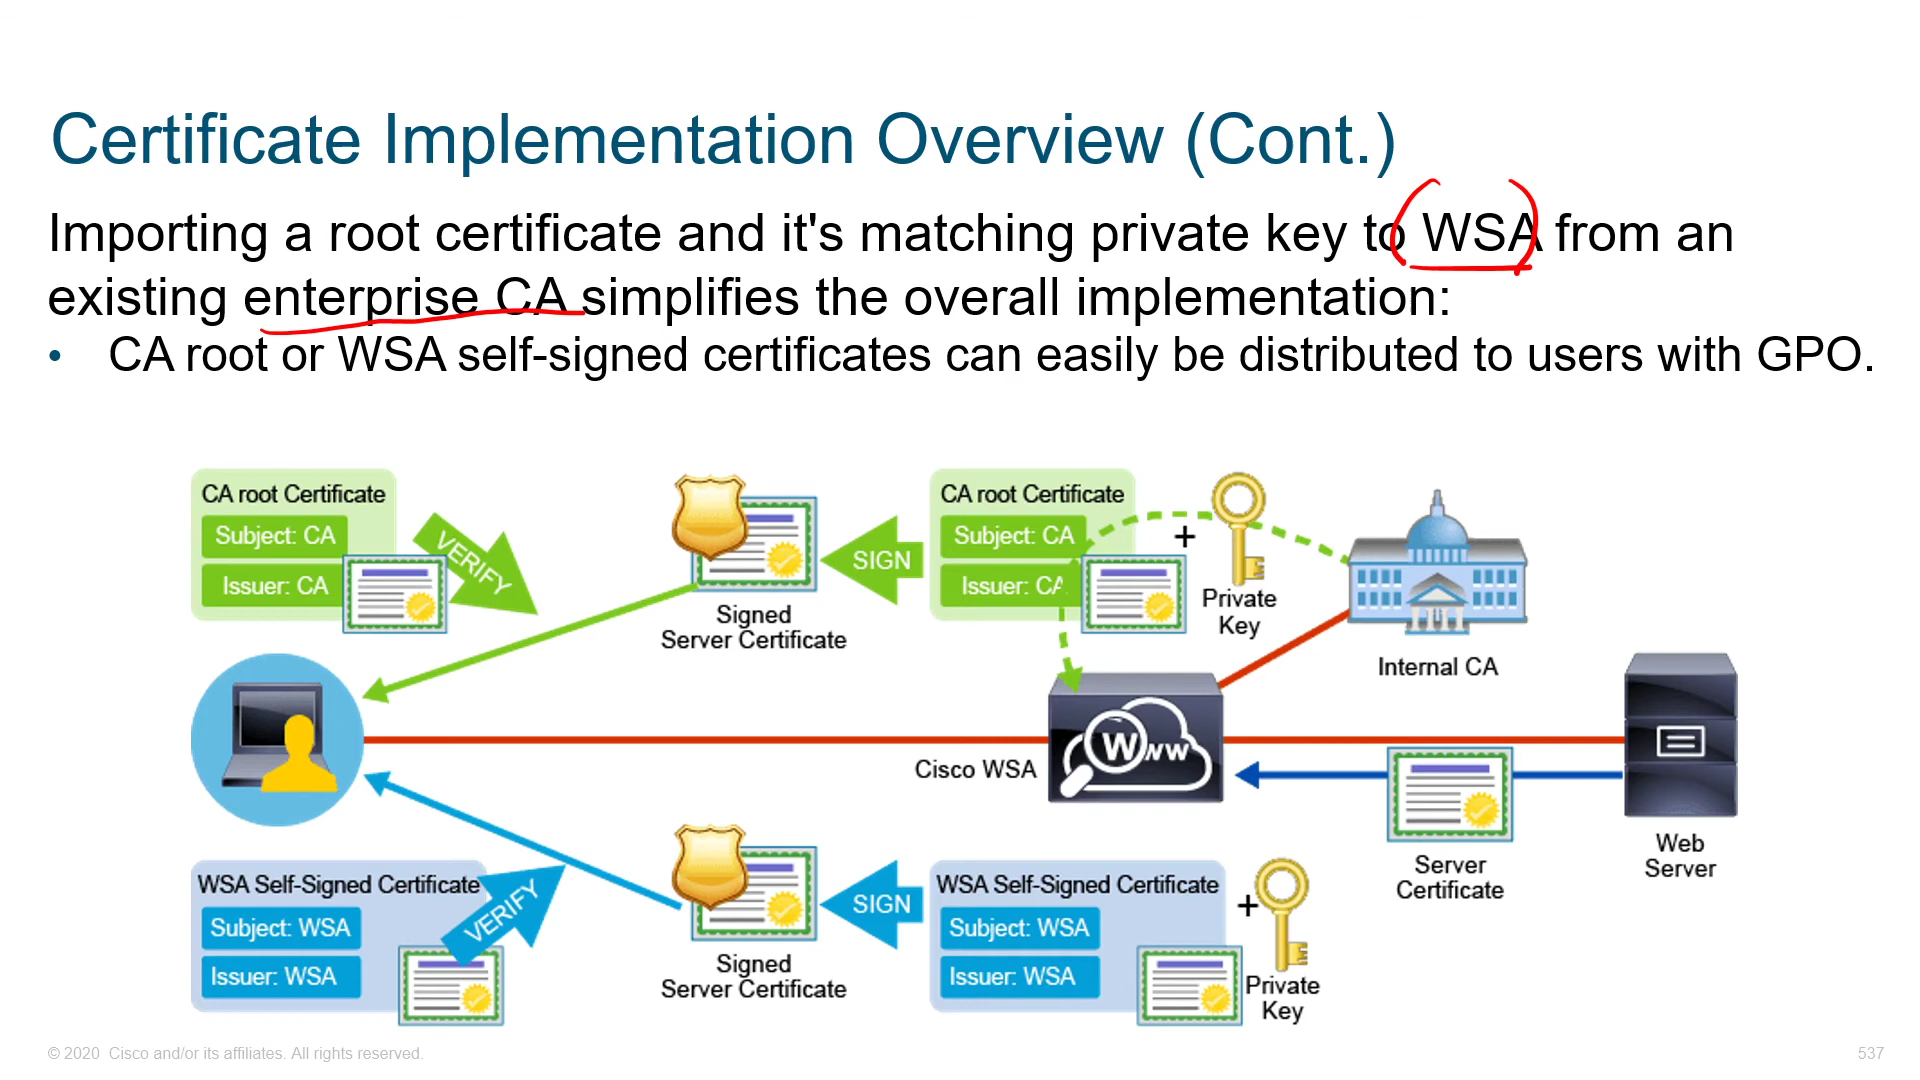 Certificate Implementation Overview (Cont.)
Importing a root certificate and it's matching private key to WSA from an
existing enterprise CA simplifies the overall implementation:
• CA root or WSA self-signed certificates can easily be distributed to users with GPO.
CA root Certificate
Subject: CA
Issuer: CA
VERIFY
Signed
Server Certificate
SIGN
CA root Certificate
Subject: CA
Issuer: CA
+
Private
Key
Internal CA
Cisco WSA
WWW
Server
Certificate
Web
Server
WSA Self-Signed Certificate
Subject: WSA
Issuer: WSA
VERIFY
Signed
Server Certificate
SIGN
WSA Self-Signed Certificate
Subject: WSA
Issuer: WSA
+
Private
Key
© 2020 Cisco and/or its affiliates. All rights reserved.
537